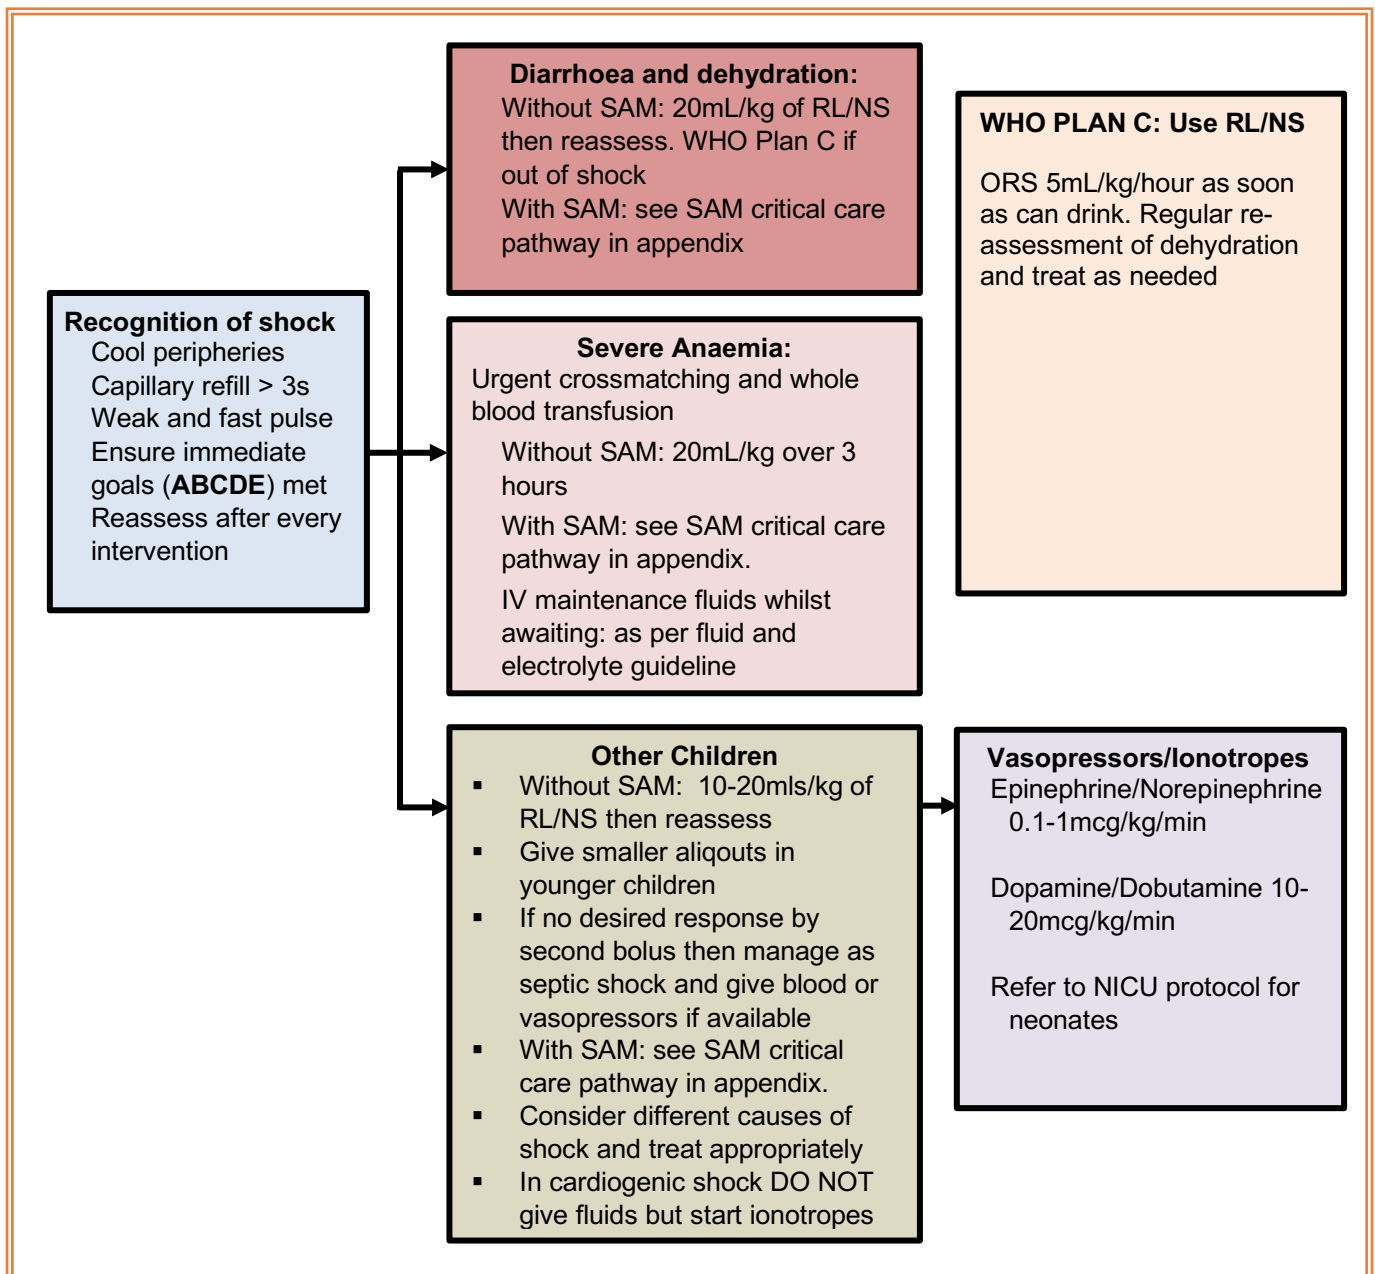 Recognition of shock
Cool peripheries
Capillary refill > 3s
Weak and fast pulse
Ensure immediate
goals (ABCDE) met
Reassess after every
intervention
Diarrhoea and dehydration:
Without SAM: 20mL/kg of RL/NS
then reassess. WHO Plan C if
out of shock
With SAM: see SAM critical care
pathway in appendix
WHO PLAN C: Use RL/NS
ORS 5mL/kg/hour as soon
as can drink. Regular re-
assessment of dehydration
and treat as needed
Severe Anaemia:
Urgent crossmatching and whole
blood transfusion
Without SAM: 20mL/kg over 3
hours
With SAM: see SAM critical care
pathway in appendix.
IV maintenance fluids whilst
awaiting: as per fluid and
electrolyte guideline
Other Children
▪ Without SAM: 10-20mls/kg of
RL/NS then reassess
▪ Give smaller aliqouts in
younger children
▪ If no desired response by
second bolus then manage as
septic shock and give blood or
vasopressors if available
▪ With SAM: see SAM critical
care pathway in appendix.
▪ Consider different causes of
shock and treat appropriately
▪ In cardiogenic shock DO NOT
give fluids but start ionotropes
Vasopressors/Ionotropes
Epinephrine/Norepinephrine
0.1-1mcg/kg/min
Dopamine/Dobutamine 10-
20mcg/kg/min
Refer to NICU protocol for
neonates